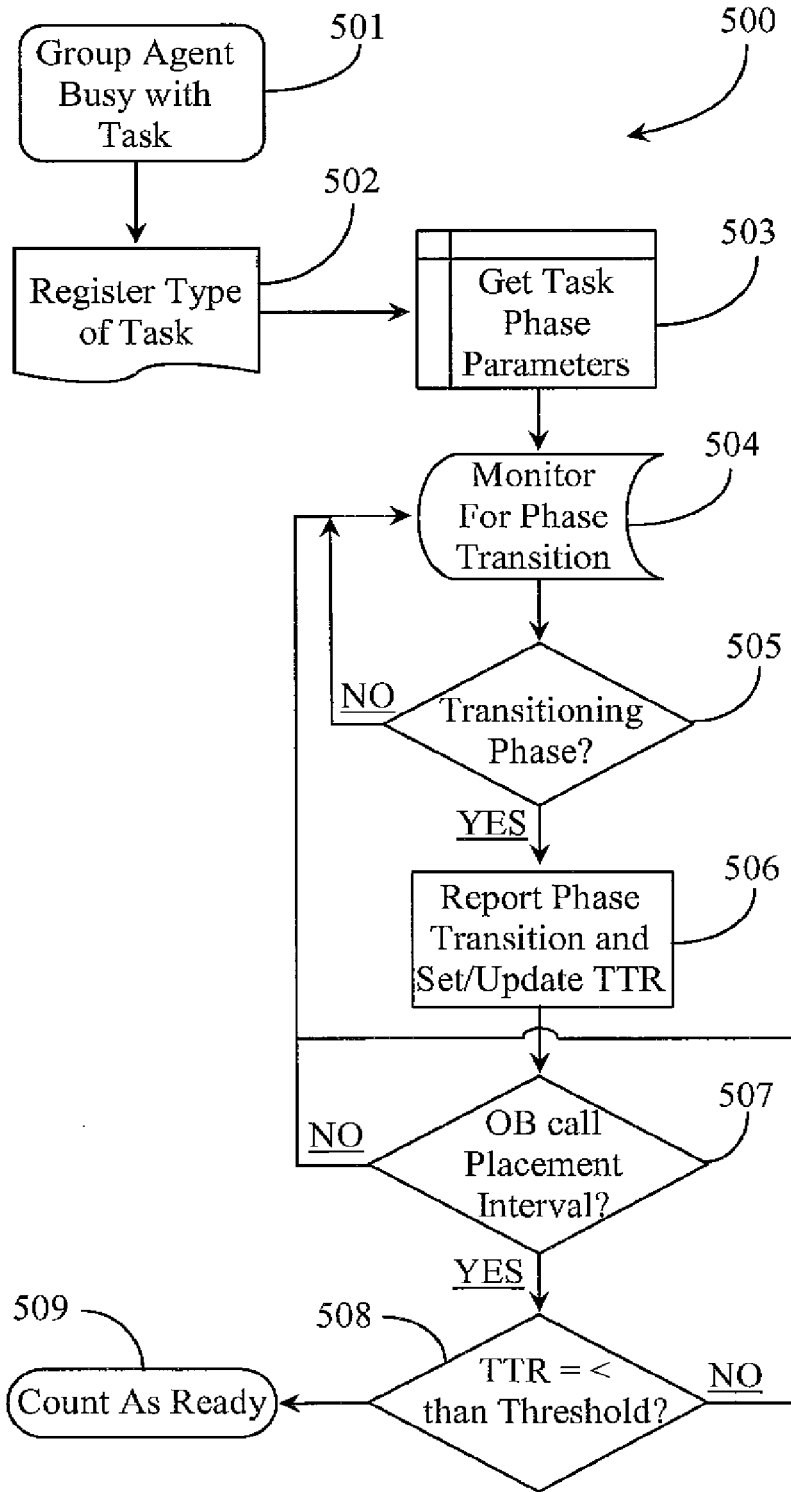 500
501
Group Agent
Busy with
Task
502
Register Type
of Task
503
Get Task
Phase
Parameters
504
Monitor
For Phase
Transition
505
NO
Transitioning
Phase?
YES
506
Report Phase
Transition and
Set/Update TTR
507
NO
OB call
Placement
Interval?
YES
509
508
Count As Ready
TTR = <
than Threshold?
NO